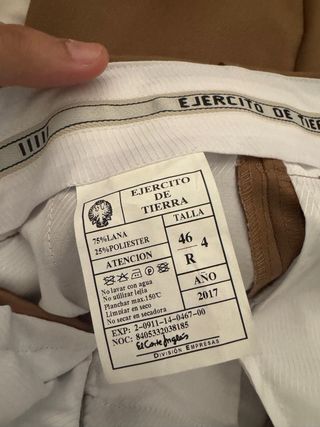 EJERCITO DE TIER
EJERCITO
DE
TIERRA
75%LANA
25%POLIESTER
ATENCION
No lavar con agua
No utilizar lejía
Planchar max.150ºC
Limpiar en seco
No secar en secadora
TALLA
46 4
R
AÑO
2017
EXP: 2-0911-14-0467-00
NOC: 8405332038185
El Corte Inglés
DIVISIÓN EMPRESAS